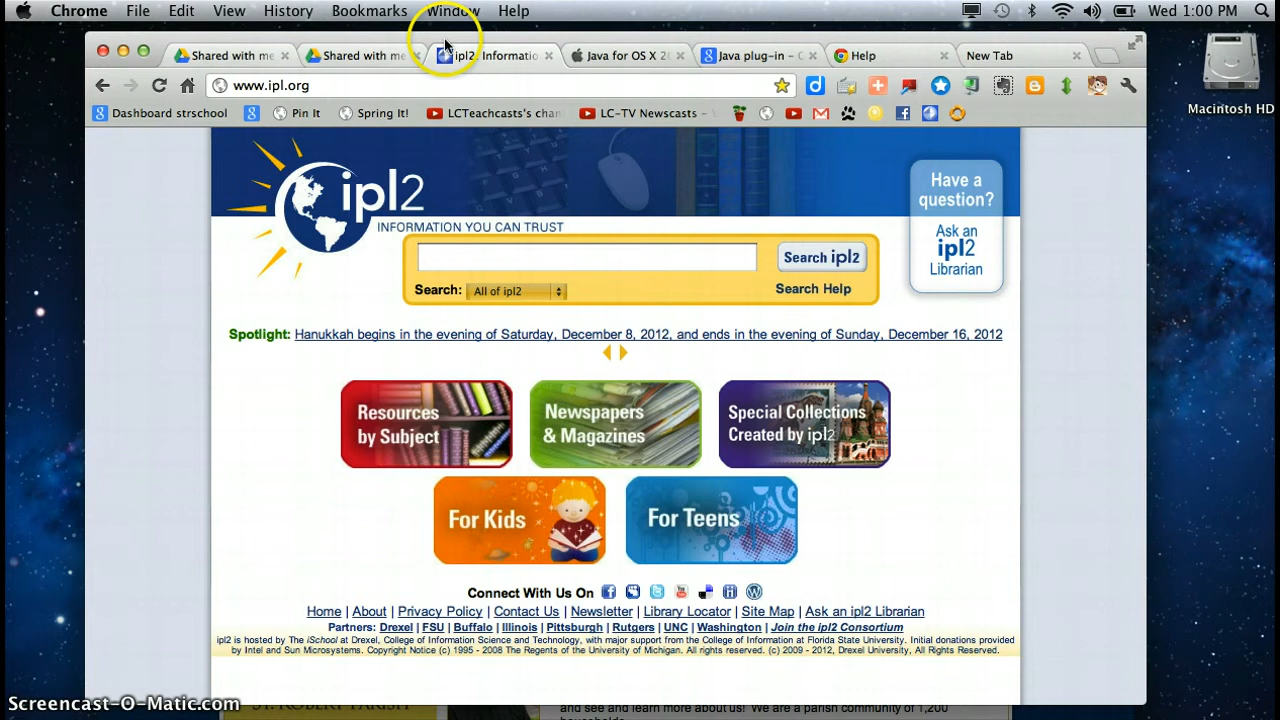 Chrome File Edit View History Bookmarks Window Help Wed 1:00 PM
Shared with me Shared with me ipl2: Informatio Java for OS X 20 Java plug-in - G Help New Tab
www.ipl.org
Macintosh HD
Dashboard strschool Pin It Spring It! LCTeachcasts's chan LC-TV Newscasts -
ipl2
INFORMATION YOU CAN TRUST
Have a
question?
Ask an
ipl2
Librarian
Search ipl2
Search: All of ipl2 Search Help
Spotlight: Hanukkah begins in the evening of Saturday, December 8, 2012, and ends in the evening of Sunday, December 16, 2012
Resources
by Subject
Newspapers
& Magazines
Special Collections
Created by ipl2
For Kids
For Teens
Connect With Us On
Home | About | Privacy Policy | Contact Us | Newsletter | Library Locator | Site Map | Ask an ipl2 Librarian
Partners: Drexel | FSU | Buffalo | Illinois | Pittsburgh | Rutgers | UNC | Washington | Join the ipl2 Consortium
ipl2 is hosted by The iSchool at Drexel, College of Information Science and Technology, with major support from the College of Information at Florida State University. Initial donations provided
by Intel and Sun Microsystems. Copyright Notice (c) 1995 - 2008 The Regents of the University of Michigan. All rights reserved. (c) 2009 - 2012, Drexel University, All Rights Reserved.
Screencast-O-Matic.com
ST. ROBERT PARISH
and see and learn more about us! We are a parish community of 1,200